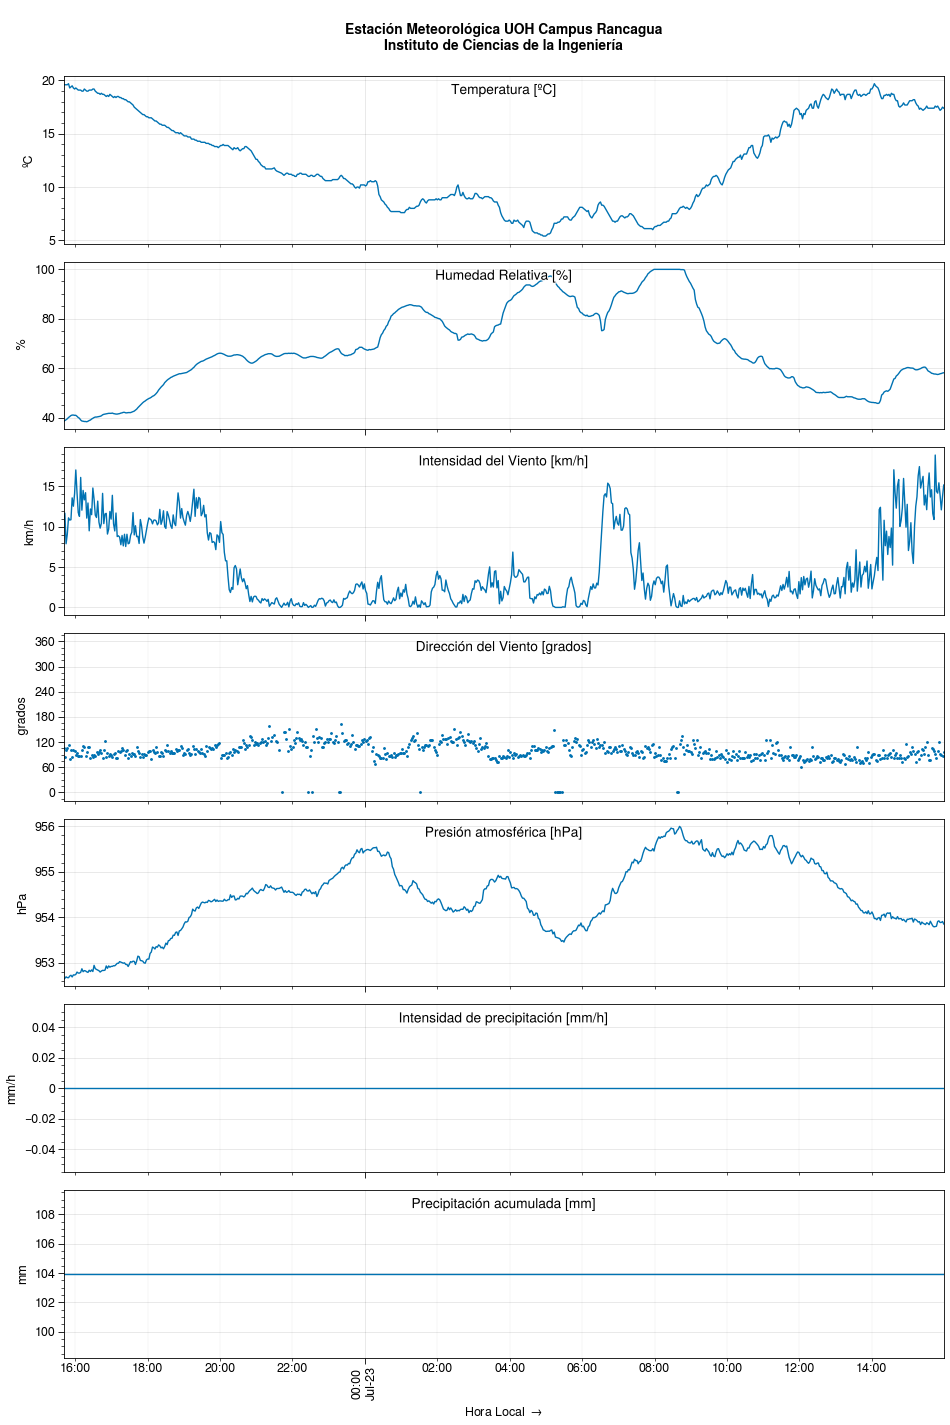 Estación Meteorológica UOH Campus Rancagua
Instituto de Ciencias de la Ingeniería
Temperatura [ºC]
20
15
10
5
ºC
Humedad Relativa [%]
100
80
60
40
%
Intensidad del Viento [km/h]
15
10
5
0
km/h
Dirección del Viento [grados]
360
300
240
180
120
60
0
grados
Presión atmosférica [hPa]
956
955
954
953
hPa
Intensidad de precipitación [mm/h]
0.04
0.02
0
−0.02
−0.04
mm/h
Precipitación acumulada [mm]
108
106
104
102
100
mm
16:00 18:00 20:00 22:00 00:00 02:00 04:00 06:00 08:00 10:00 12:00 14:00
Jul-23
Hora Local →